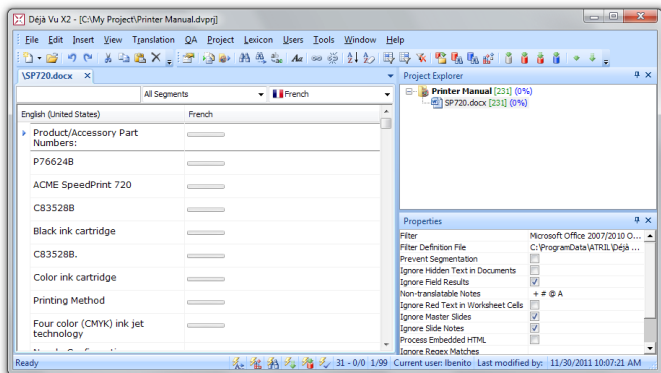 Déjà Vu X2 - [C:\My Project\Printer Manual.dvprj]
File Edit Insert View Translation QA Project Lexicon Users Tools Window Help
\SP720.docx X
All Segments French
English (United States) French
Product/Accessory Part
Numbers:
P76624B
ACME SpeedPrint 720
C83528B
Black ink cartridge
C83528B.
Color ink cartridge
Printing Method
Four color (CMYK) ink jet
technology
Project Explorer
Printer Manual [231] (0%)
SP720.docx [231] (0%)
Properties
Filter Microsoft Office 2007/2010 O...
Filter Definition File C:\ProgramData\ATRIL\Déjà ...
Prevent Segmentation
Ignore Hidden Text in Documents
Ignore Field Results
Non-translatable Notes + # @ A
Ignore Red Text in Worksheet Cells
Ignore Master Slides
Ignore Slide Notes
Process Embedded HTML
Ignore Regex Matches
Ready 31 - 0/0 1/99 Current user: lbenito Last modified by: 11/30/2011 10:07:21 AM